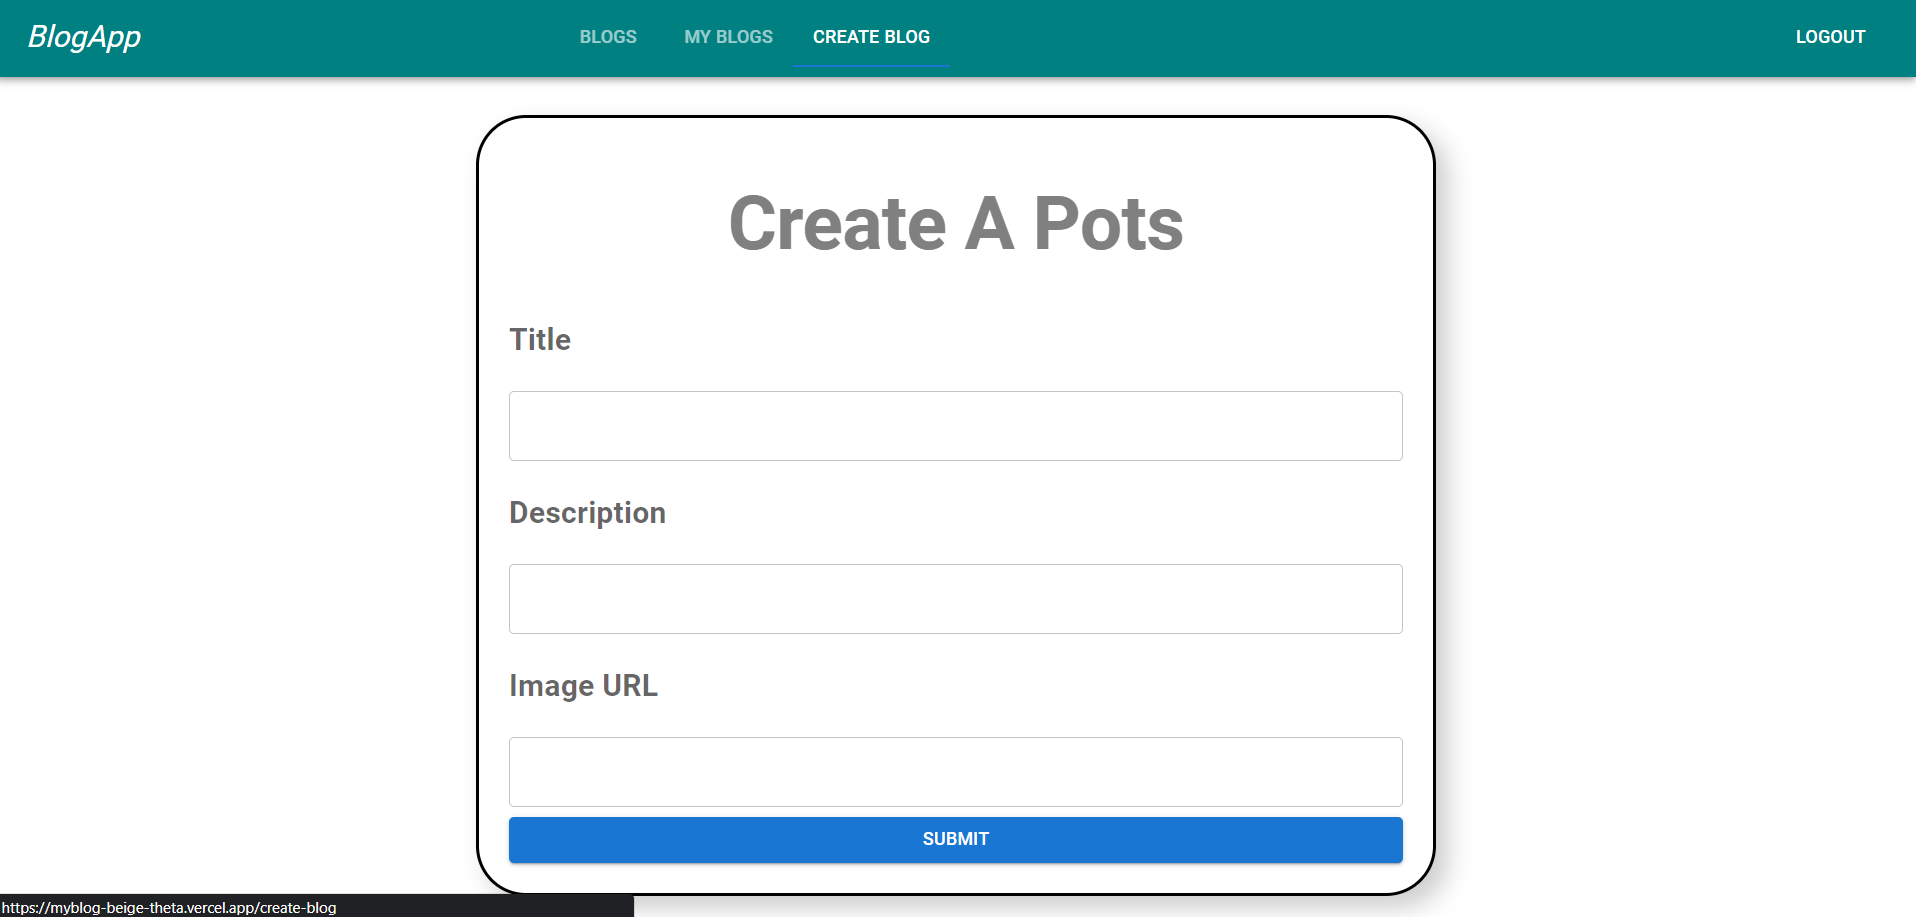 BlogApp BLOGS MY BLOGS CREATE BLOG LOGOUT
Create A Pots
Title
Description
Image URL
SUBMIT
https://myblog-beige-theta.vercel.app/create-blog